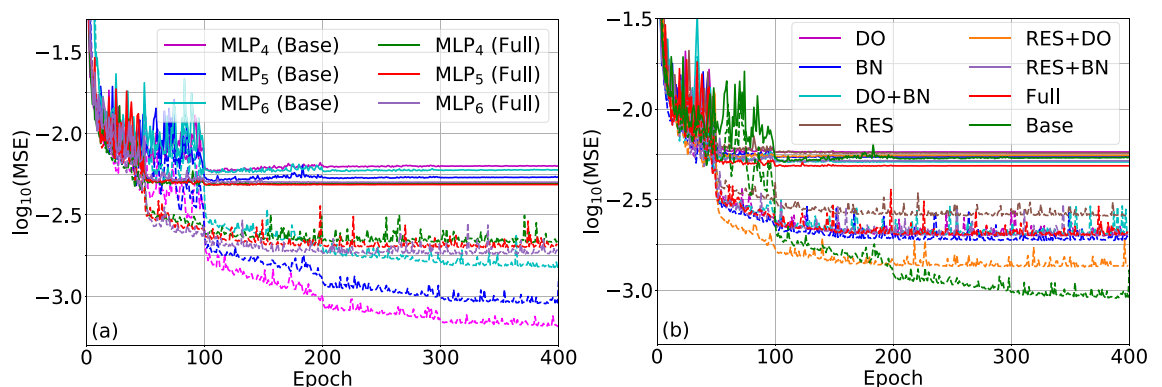 −1.5
−2.0
−2.5
−3.0
log₁₀(MSE)
MLP₄ (Base) MLP₄ (Full)
MLP₅ (Base) MLP₅ (Full)
MLP₆ (Base) MLP₆ (Full)
(a)
0 100 200 300 400
Epoch
−1.5
−2.0
−2.5
−3.0
log₁₀(MSE)
DO RES+DO
BN RES+BN
DO+BN Full
RES Base
(b)
0 100 200 300 400
Epoch